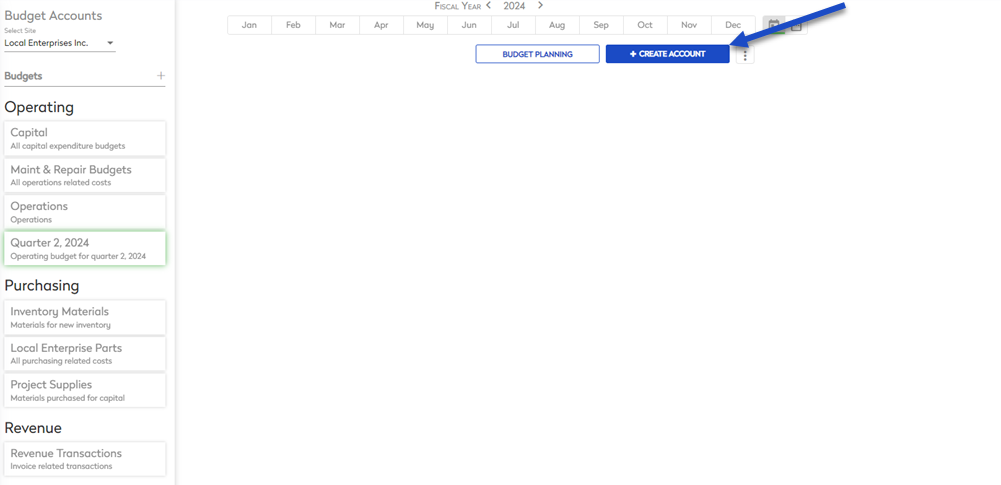 Budget Accounts
Select Site
Local Enterprises Inc.
Budgets +
Operating
Capital
All capital expenditure budgets
Maint & Repair Budgets
All operations related costs
Operations
Operations
Quarter 2, 2024
Operating budget for quarter 2, 2024
Purchasing
Inventory Materials
Materials for new inventory
Local Enterprise Parts
All purchasing related costs
Project Supplies
Materials purchased for capital
Revenue
Revenue Transactions
Invoice related transactions
Fiscal Year < 2024 >
Jan Feb Mar Apr May Jun Jul Aug Sep Oct Nov Dec
BUDGET PLANNING + CREATE ACCOUNT